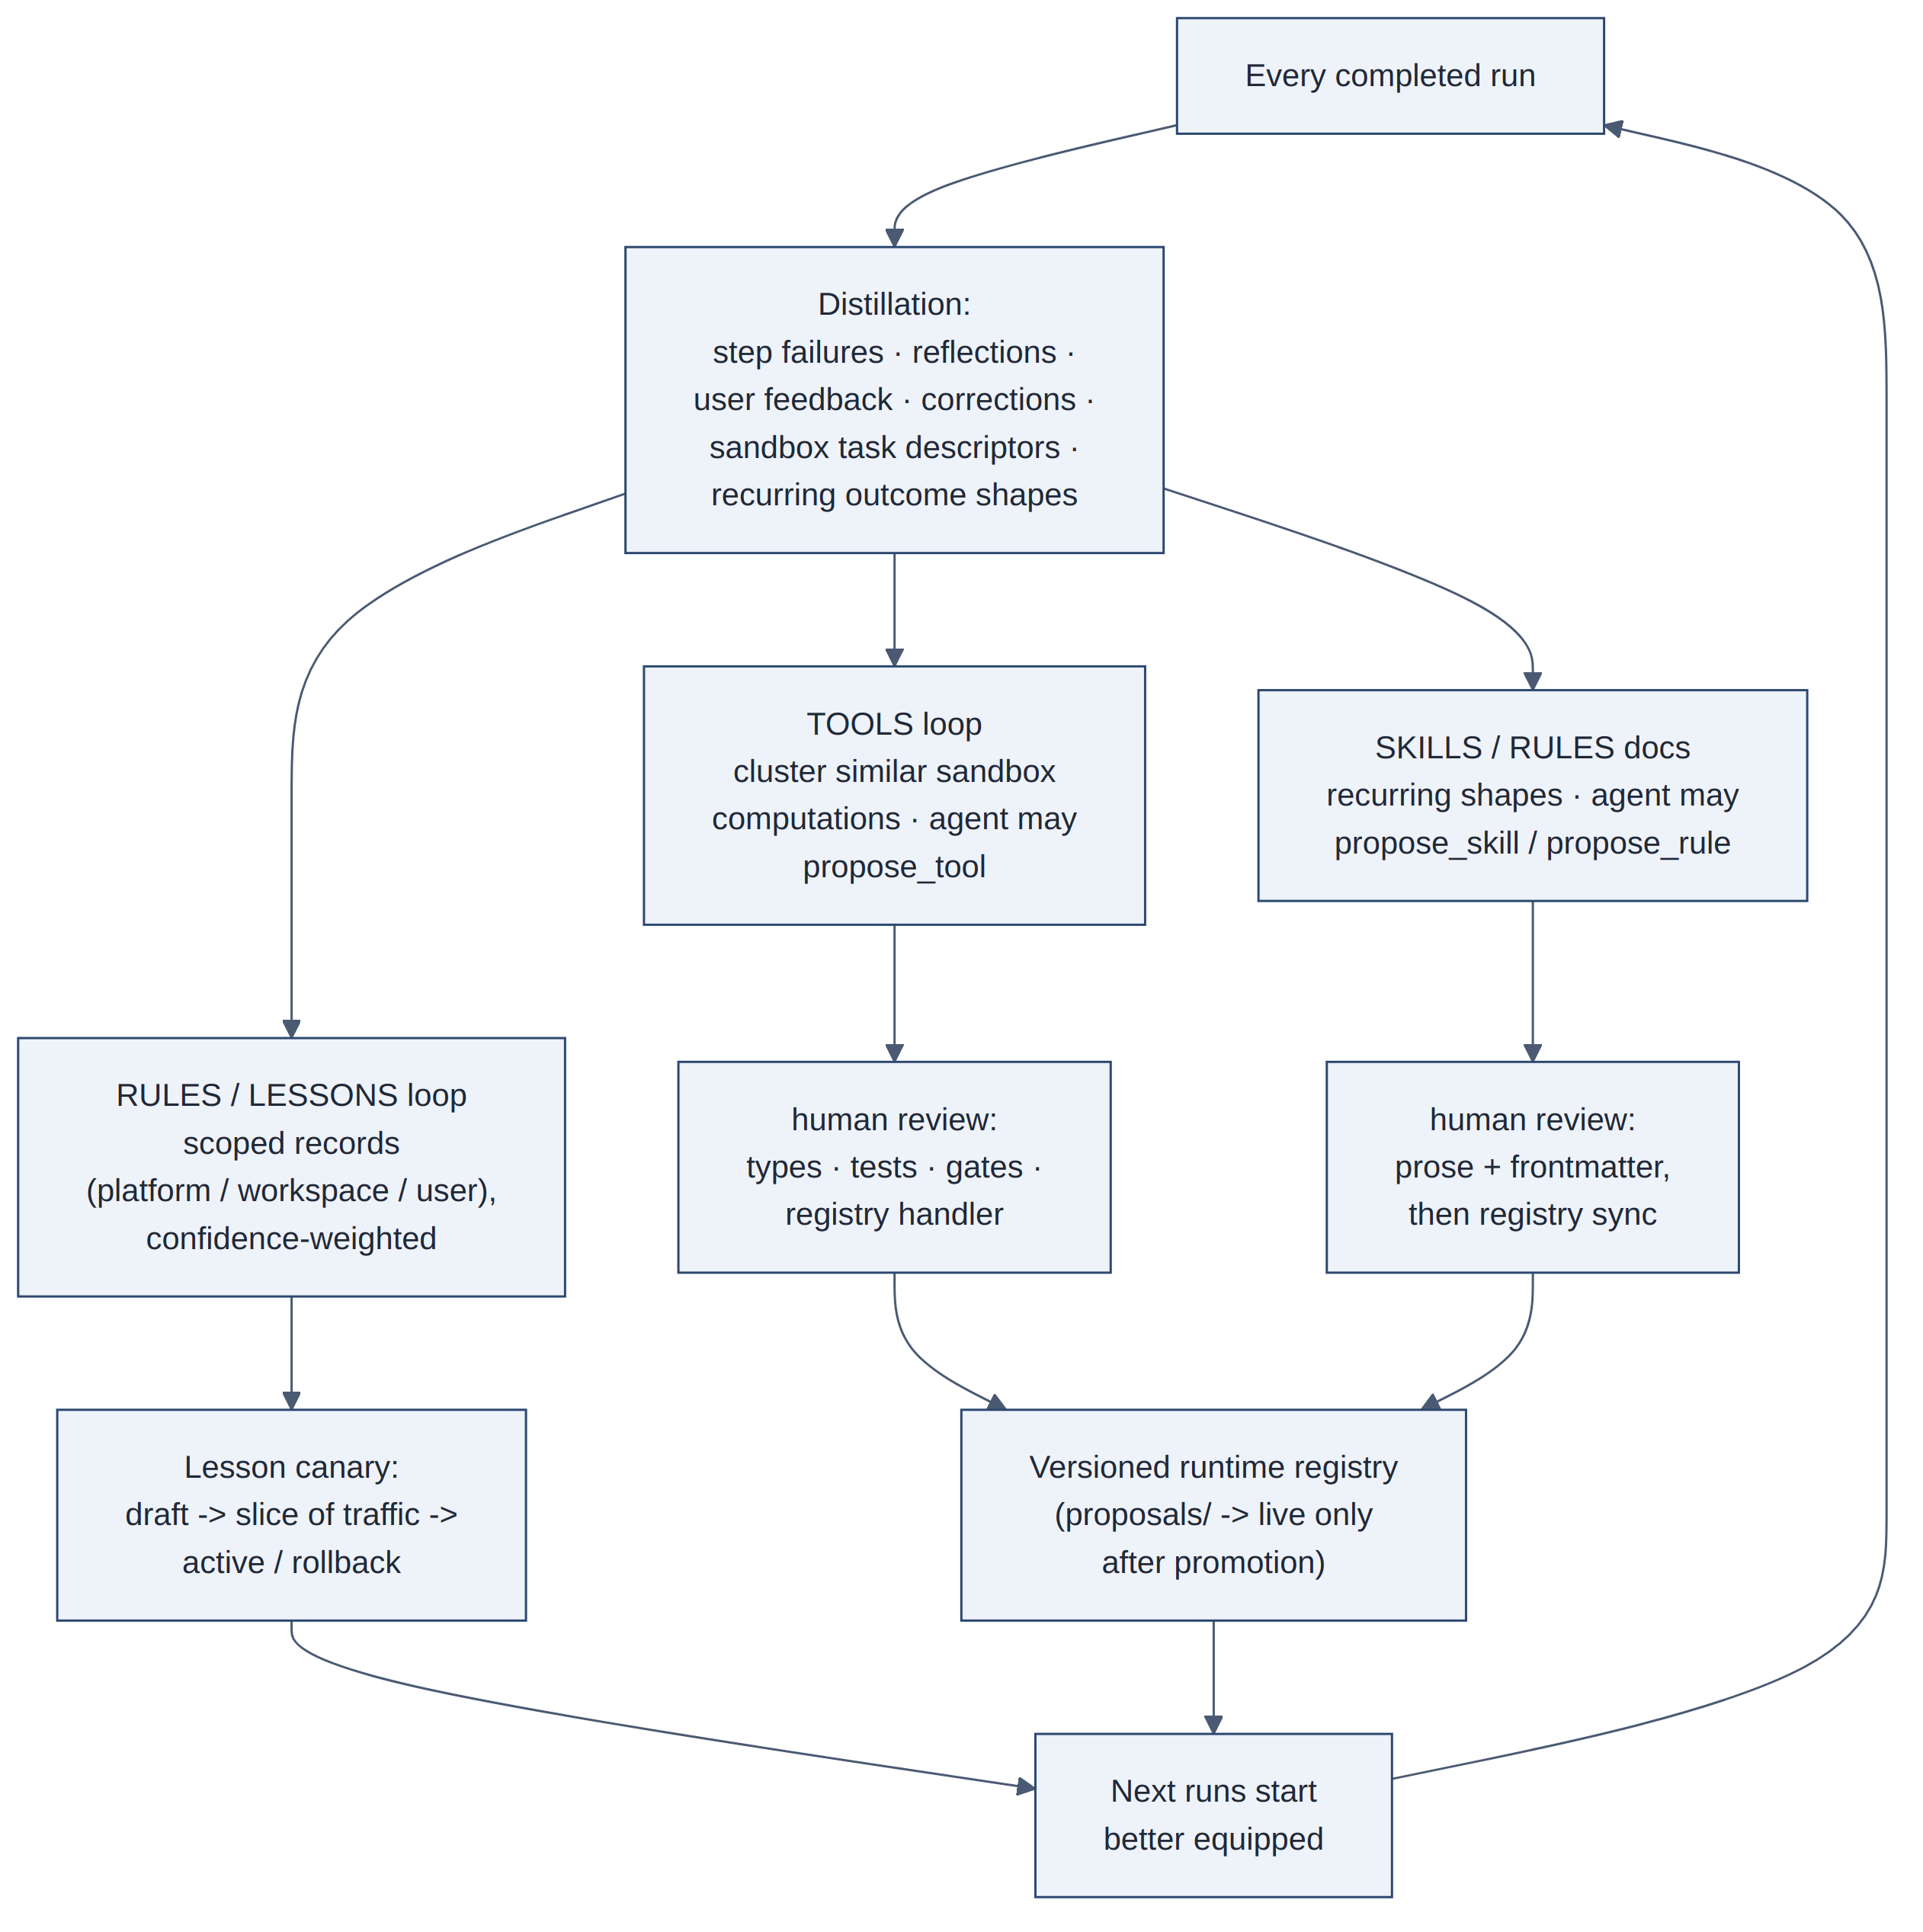 Every completed run
Distillation:
step failures · reflections ·
user feedback · corrections ·
sandbox task descriptors ·
recurring outcome shapes
TOOLS loop
cluster similar sandbox
computations · agent may
propose_tool
SKILLS / RULES docs
recurring shapes · agent may
propose_skill / propose_rule
RULES / LESSONS loop
scoped records
(platform / workspace / user),
confidence-weighted
human review:
types · tests · gates ·
registry handler
human review:
prose + frontmatter,
then registry sync
Lesson canary:
draft -> slice of traffic ->
active / rollback
Versioned runtime registry
(proposals/ -> live only
after promotion)
Next runs start
better equipped